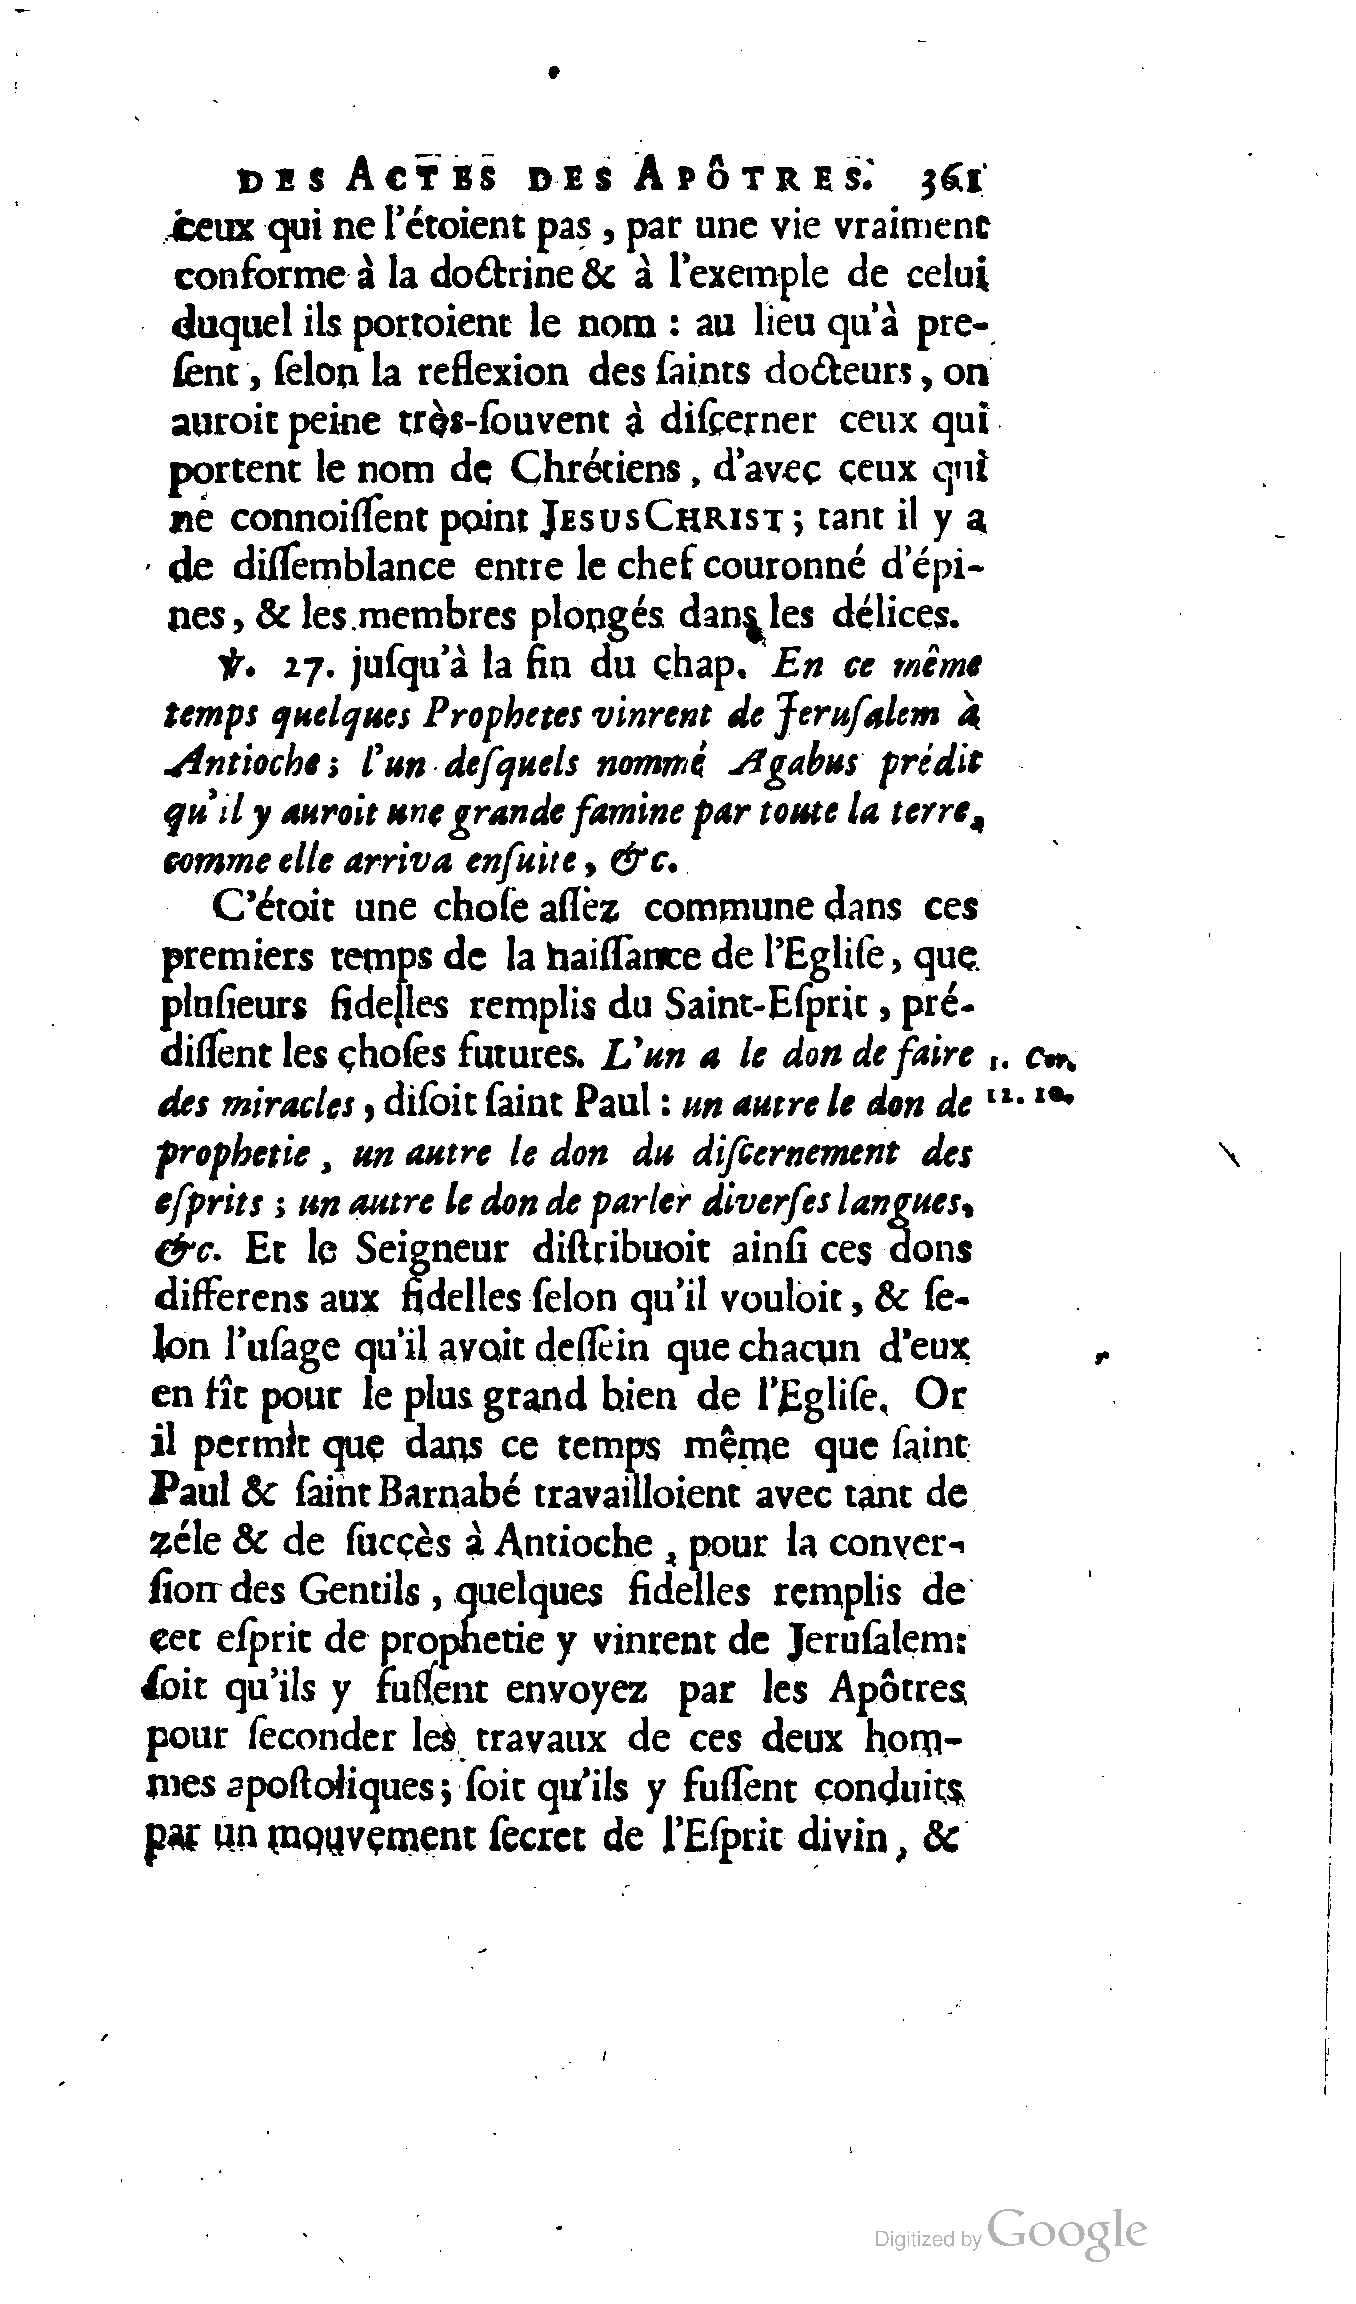 DES ACTES DES APÔTRES. 361
ceux qui ne l'étoient pas, par une vie vraiment
conforme à la doctrine & à l'exemple de celui
duquel ils portoient le nom : au lieu qu'à pre-
ſent, ſelon la reflexion des ſaints docteurs, on
auroit peine très-ſouvent à diſcerner ceux qui
portent le nom de Chrétiens, d'avec ceux qui
ne connoiſſent point JESUS CHRIST ; tant il y a
de diſſemblance entre le chef couronné d'épi-
nes, & les membres plongés dans les délices.
℣. 27. juſqu'à la fin du chap. En ce même
temps quelques Prophetes vinrent de Jeruſalem à
Antioche ; l'un deſquels nommé Agabus prédit
qu'il y auroit une grande famine par toute la terre,
comme elle arriva enſuite, &c.
C'étoit une choſe aſſez commune dans ces
premiers temps de la naiſſance de l'Egliſe, que
pluſieurs fidelles remplis du Saint-Eſprit, pré-
diſſent les choſes futures. L'un a le don de faire
des miracles, diſoit ſaint Paul : un autre le don de
prophetie, un autre le don du diſcernement des
eſprits ; un autre le don de parler diverſes langues,
&c. Et le Seigneur diſtribuoit ainſi ces dons
differens aux fidelles ſelon qu'il vouloit, & ſe-
lon l'uſage qu'il avoit deſſein que chacun d'eux
en fît pour le plus grand bien de l'Egliſe. Or
il permit que dans ce temps même que ſaint
Paul & ſaint Barnabé travailloient avec tant de
zéle & de ſuccès à Antioche, pour la conver-
ſion des Gentils, quelques fidelles remplis de
cet eſprit de prophetie y vinrent de Jeruſalem:
ſoit qu'ils y fuſſent envoyez par les Apôtres
pour ſeconder les travaux de ces deux hom-
mes apoſtoliques ; ſoit qu'ils y fuſſent conduits
par un mouvement ſecret de l'Eſprit divin, &
1. Cor.
12. 10.
Digitized by Google